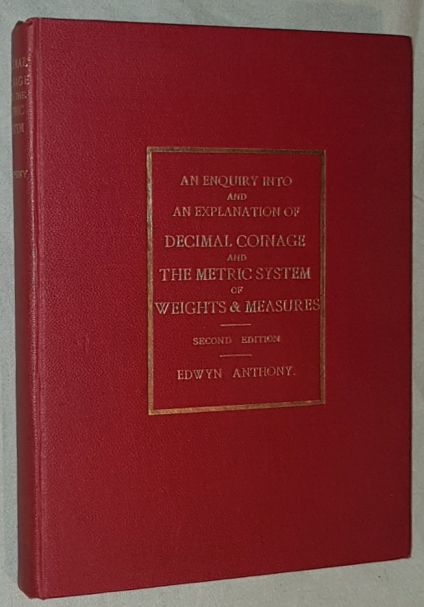 AN ENQUIRY INTO
AND
AN EXPLANATION OF
DECIMAL COINAGE
AND
THE METRIC SYSTEM
OF
WEIGHTS & MEASURES
SECOND EDITION
EDWYN ANTHONY.